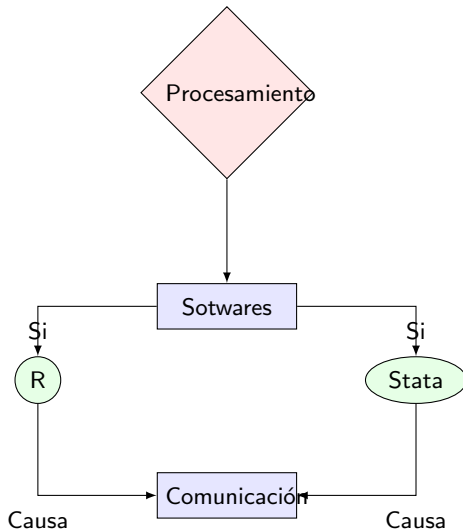 Procesamiento
Sotwares
Si
Si
R
Stata
Comunicación
Causa
Causa